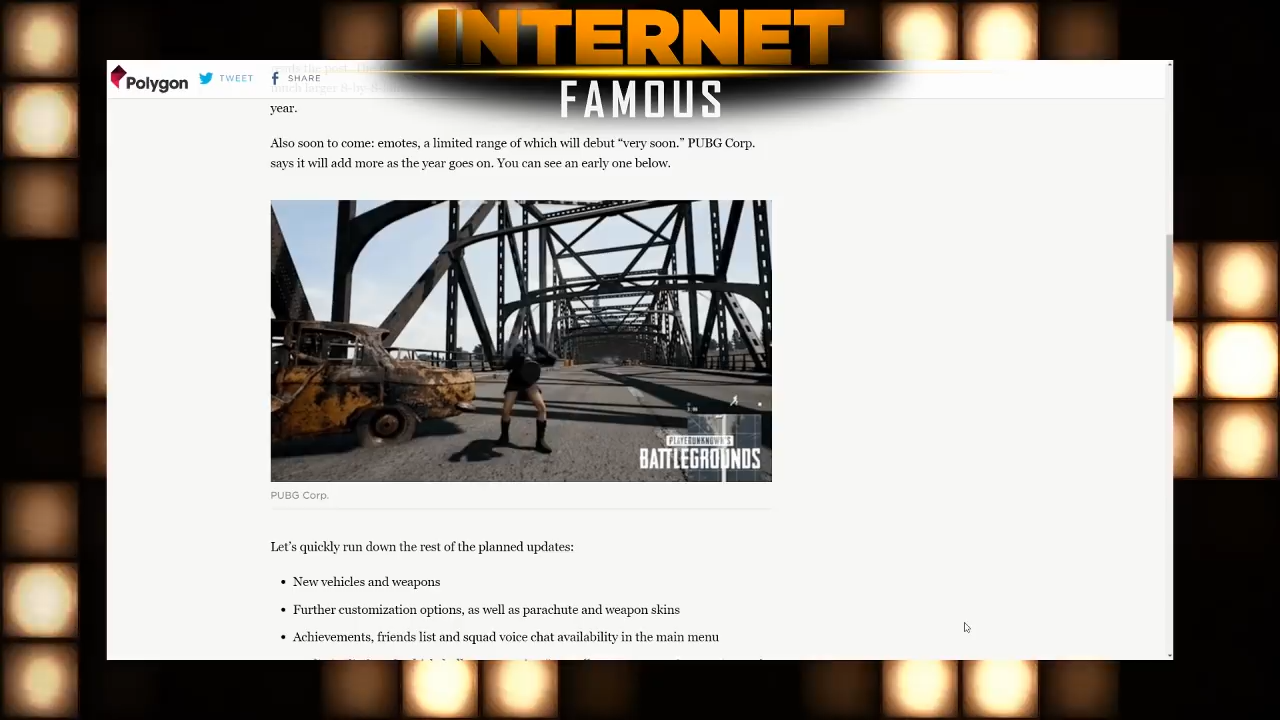 INTERNET
FAMOUS
Polygon
TWEET
SHARE
year.
Also soon to come: emotes, a limited range of which will debut “very soon.” PUBG Corp.
says it will add more as the year goes on. You can see an early one below.
PLAYERUNKNOWN'S
BATTLEGROUNDS
PUBG Corp.
Let’s quickly run down the rest of the planned updates:
• New vehicles and weapons
• Further customization options, as well as parachute and weapon skins
• Achievements, friends list and squad voice chat availability in the main menu